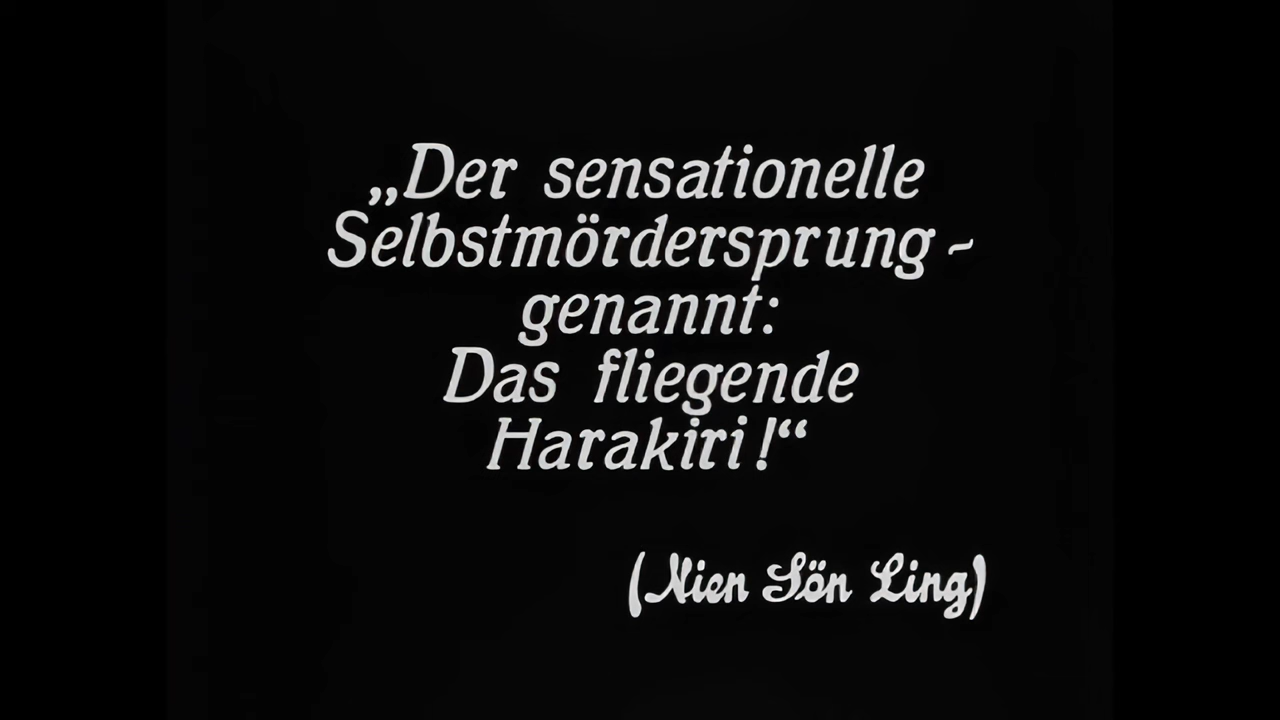 „Der sensationelle
Selbstmördersprung -
genannt:
Das fliegende
Harakiri!“
(Nien Sön Ling)